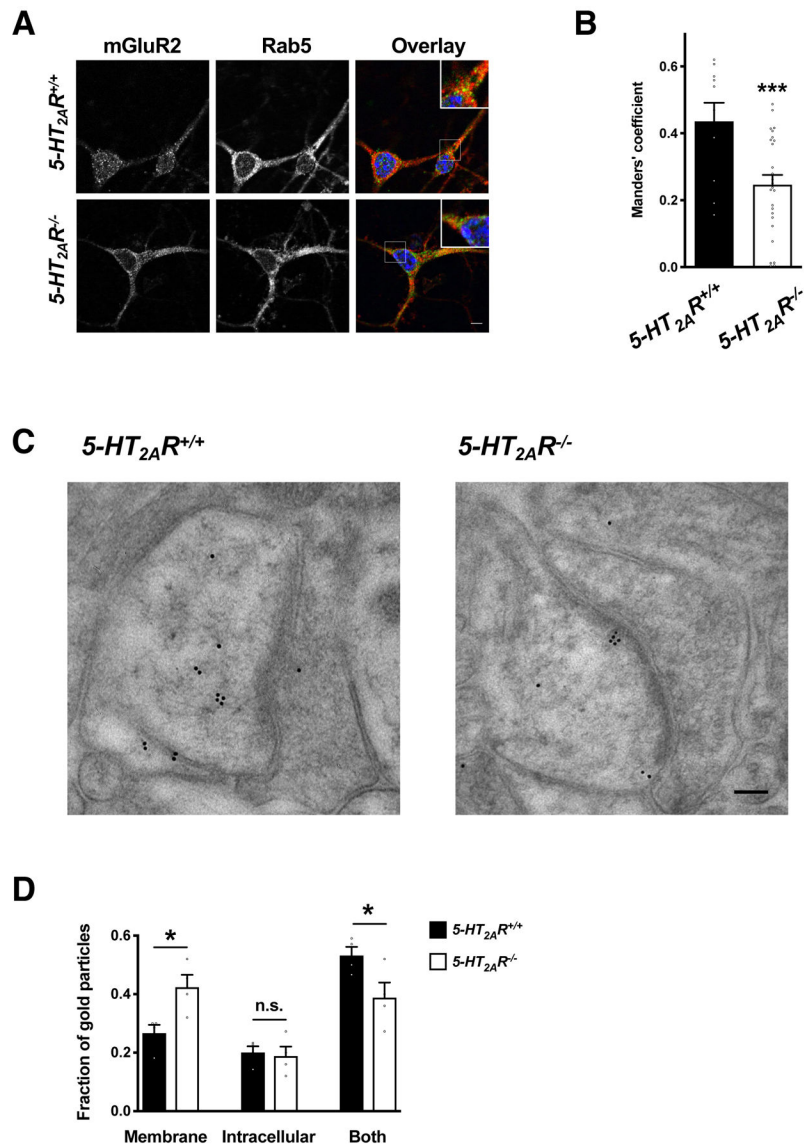 A
mGluR2 Rab5 Overlay
5-HT2AR+/+
5-HT2AR-/-
B
Manders' coefficient
0.6
0.4
0.2
0.0
***
5-HT2AR+/+ 5-HT2AR-/-
C
5-HT2AR+/+ 5-HT2AR-/-
D
Fraction of gold particles
0.6
0.4
0.2
0.0
*
n.s.
*
Membrane Intracellular Both
5-HT2AR+/+
5-HT2AR-/-